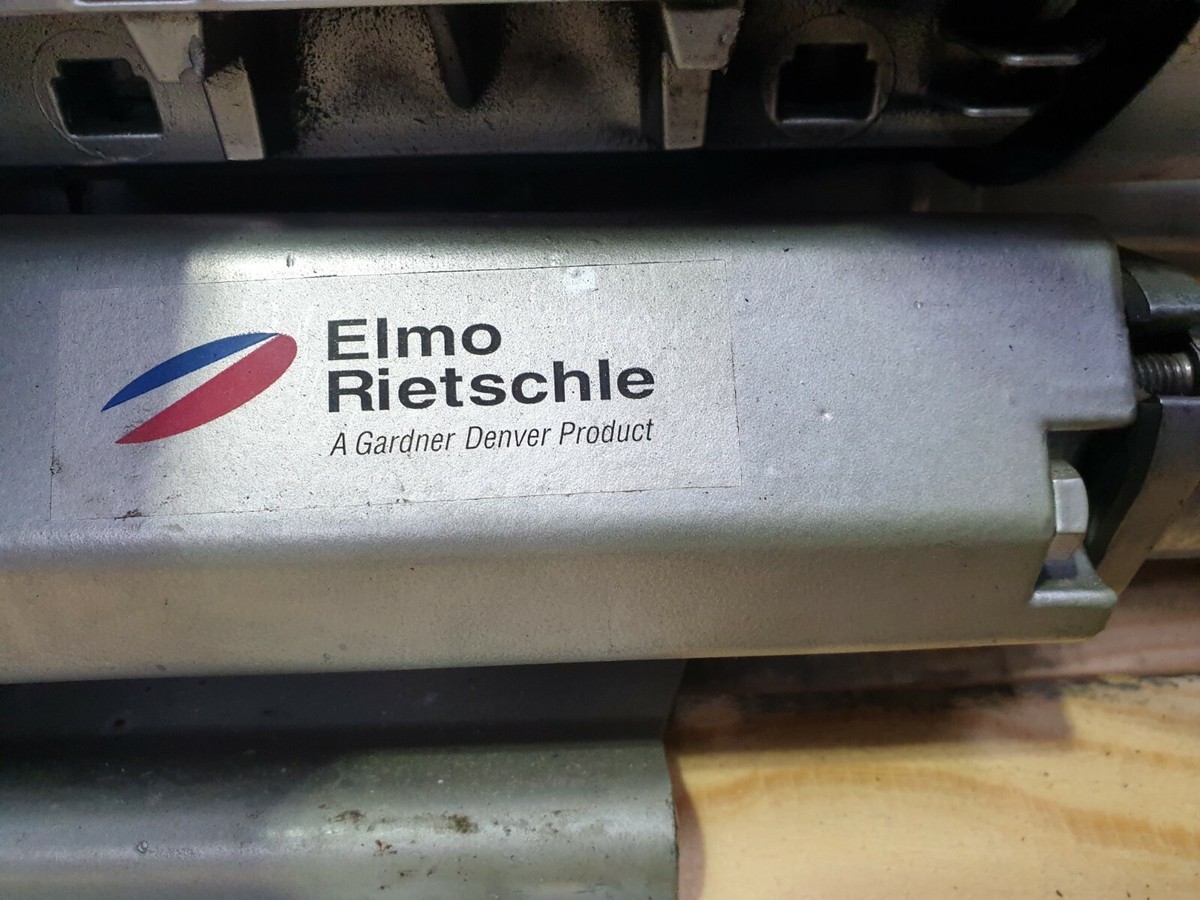 Elmo
Rietschle
A Gardner Denver Product